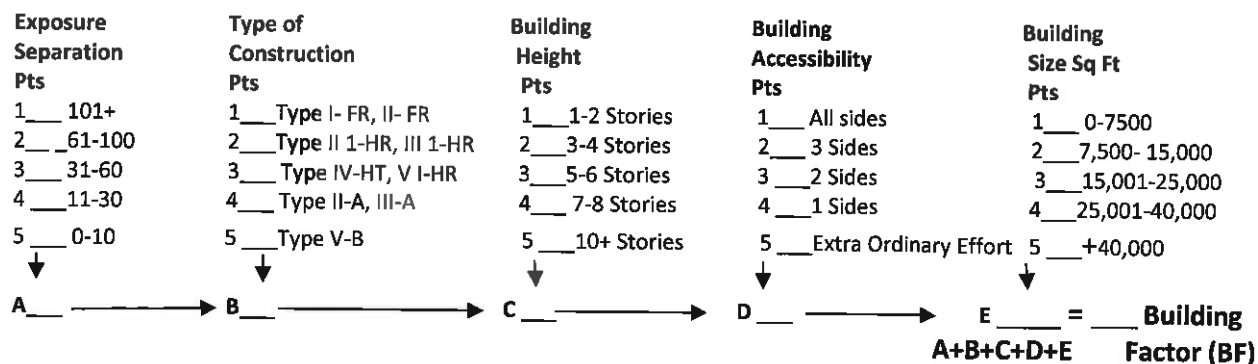 Exposure
Separation
Pts
1___ 101+
2__ _61-100
3___ 31-60
4 ___11-30
5 ___ 0-10
A___
Type of
Construction
Pts
1___Type I- FR, II- FR
2___Type II 1-HR, III 1-HR
3___ Type IV-HT, V I-HR
4___ Type II-A, III-A
5 ___Type V-B
B___
Building
Height
Pts
1___1-2 Stories
2___3-4 Stories
3___5-6 Stories
4___ 7-8 Stories
5 ___10+ Stories
C ___
Building
Accessibility
Pts
1___ All sides
2___ 3 Sides
3 ___2 Sides
4 ___1 Sides
5 ___Extra Ordinary Effort
D ___
Building
Size Sq Ft
Pts
1___ 0-7500
2___7,500- 15,000
3___15,001-25,000
4___25,001-40,000
5 ___+40,000
E _____ = ____ Building
A+B+C+D+E Factor (BF)